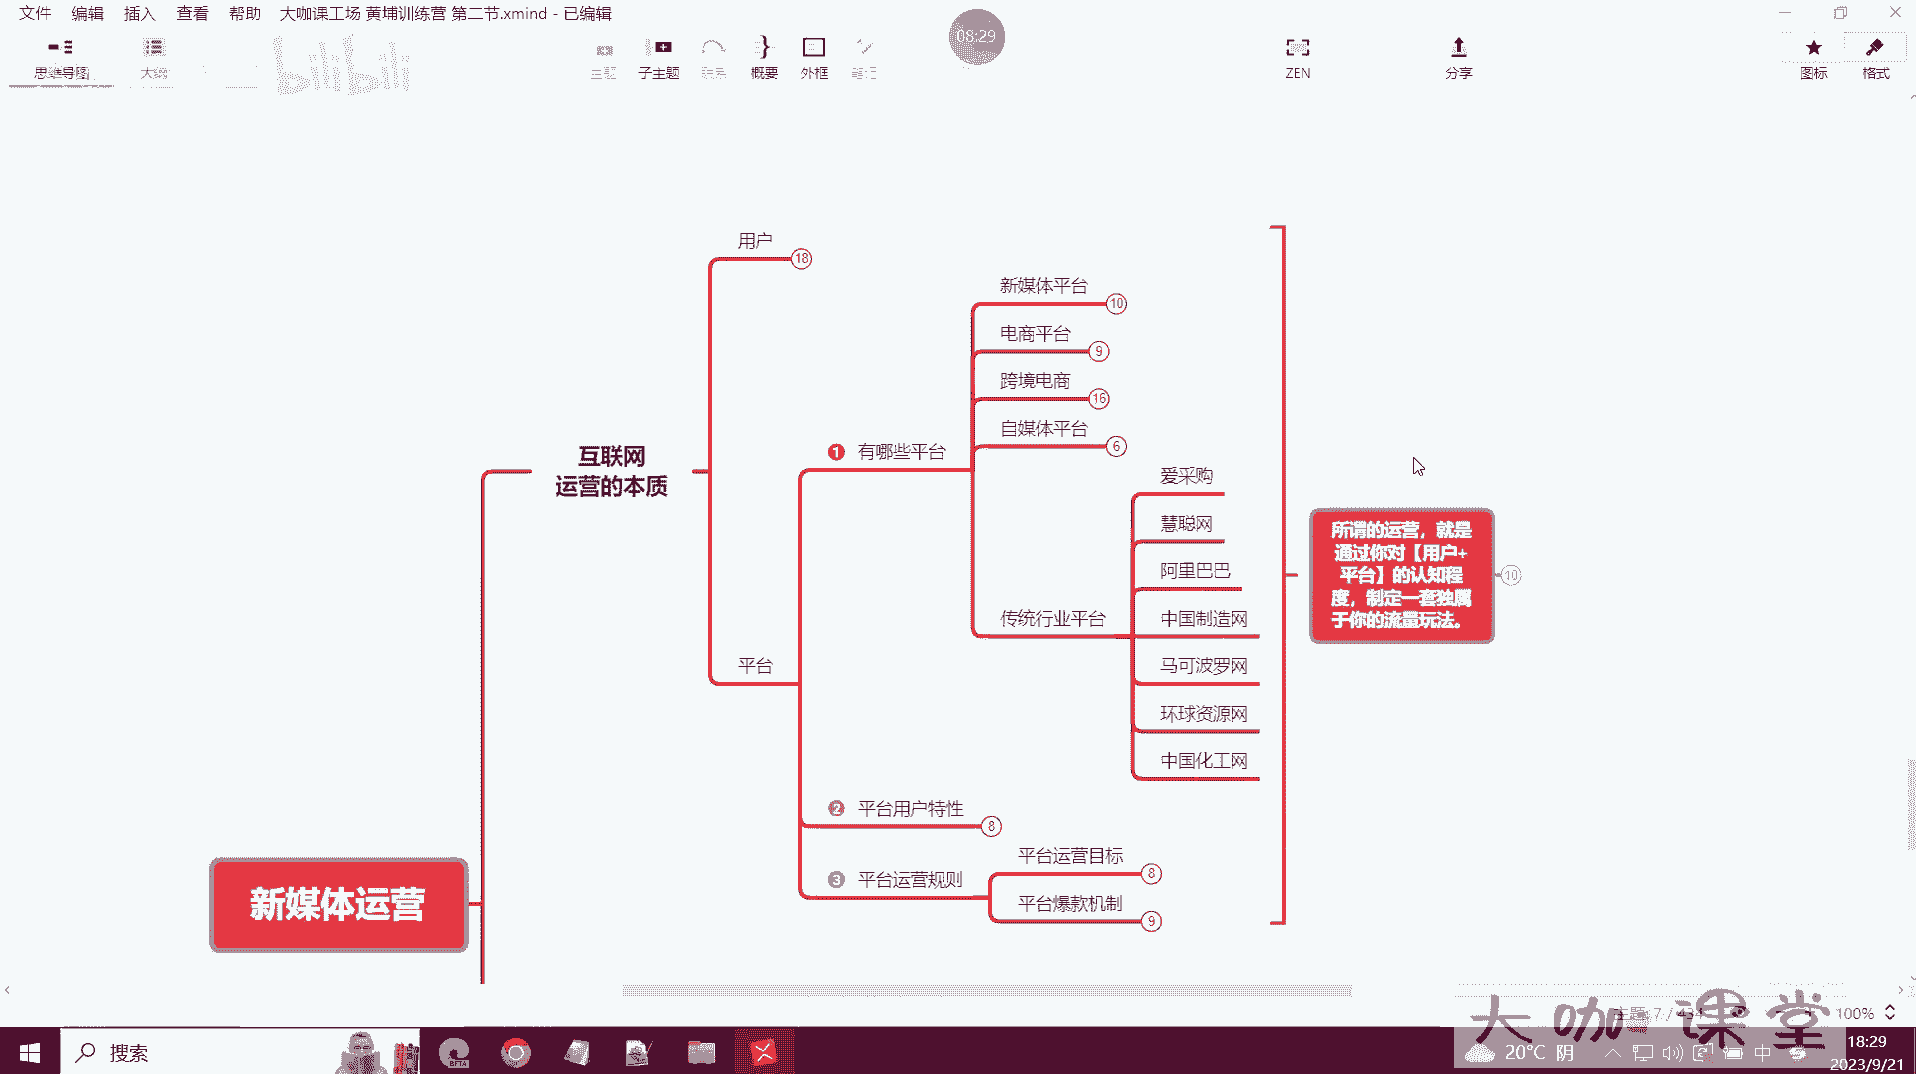 文件 编辑 插入 查看 帮助 大咖课工场 黄埔训练营 第二节.xmind - 已编辑
08:29
思维导图 大纲 bilibili 主题 子主题 联系 概要 外框 笔记 ZEN 分享 图标 格式
用户 18
新媒体平台 10
电商平台 9
跨境电商 16
自媒体平台 6
1 有哪些平台
互联网
运营的本质
爱采购
慧聪网
阿里巴巴
传统行业平台
中国制造网
马可波罗网
环球资源网
中国化工网
平台
所谓的运营，就是
通过你对【用户+
平台】的认知程
度，制定一套独属
于你的流量玩法。
10
2 平台用户特性 8
平台运营目标 8
3 平台运营规则
平台爆款机制 9
新媒体运营
大咖课堂
100%
搜索
BETA
20°C 阴
中
18:29
2023/9/21